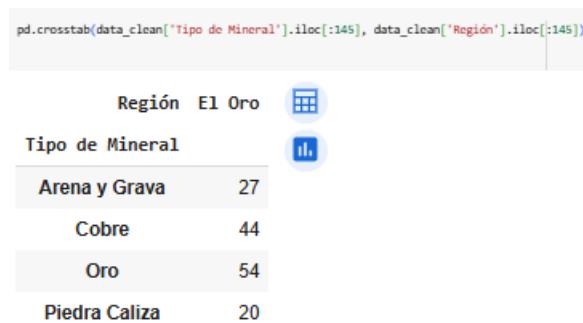 pd.crosstab(data_clean['Tipo de Mineral'].iloc[:145], data_clean['Región'].iloc[:145])
Región El Oro
Tipo de Mineral
Arena y Grava 27
Cobre 44
Oro 54
Piedra Caliza 20